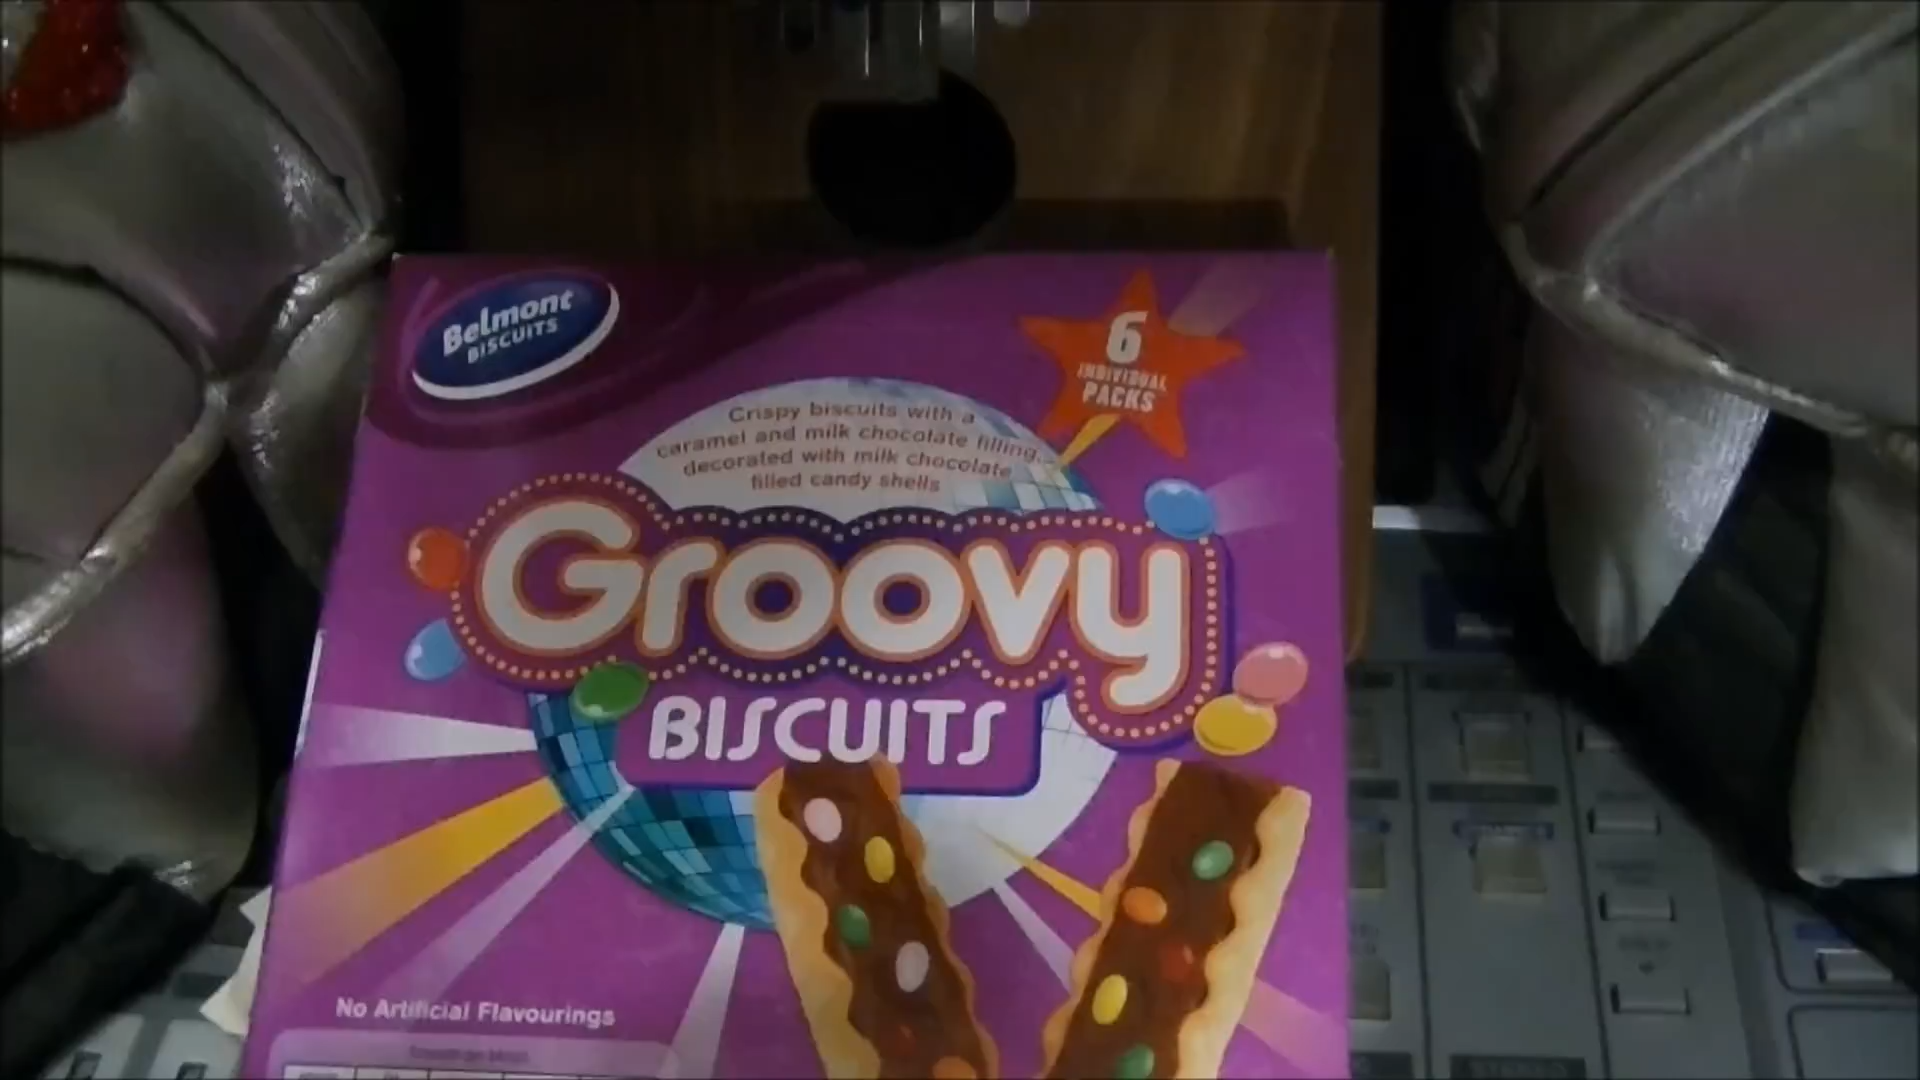 Belmont
BISCUITS
6
INDIVIDUAL
PACKS
Crispy biscuits with a
caramel and milk chocolate filling,
decorated with milk chocolate
filled candy shells
Groovy
BISCUITS
No Artificial Flavourings